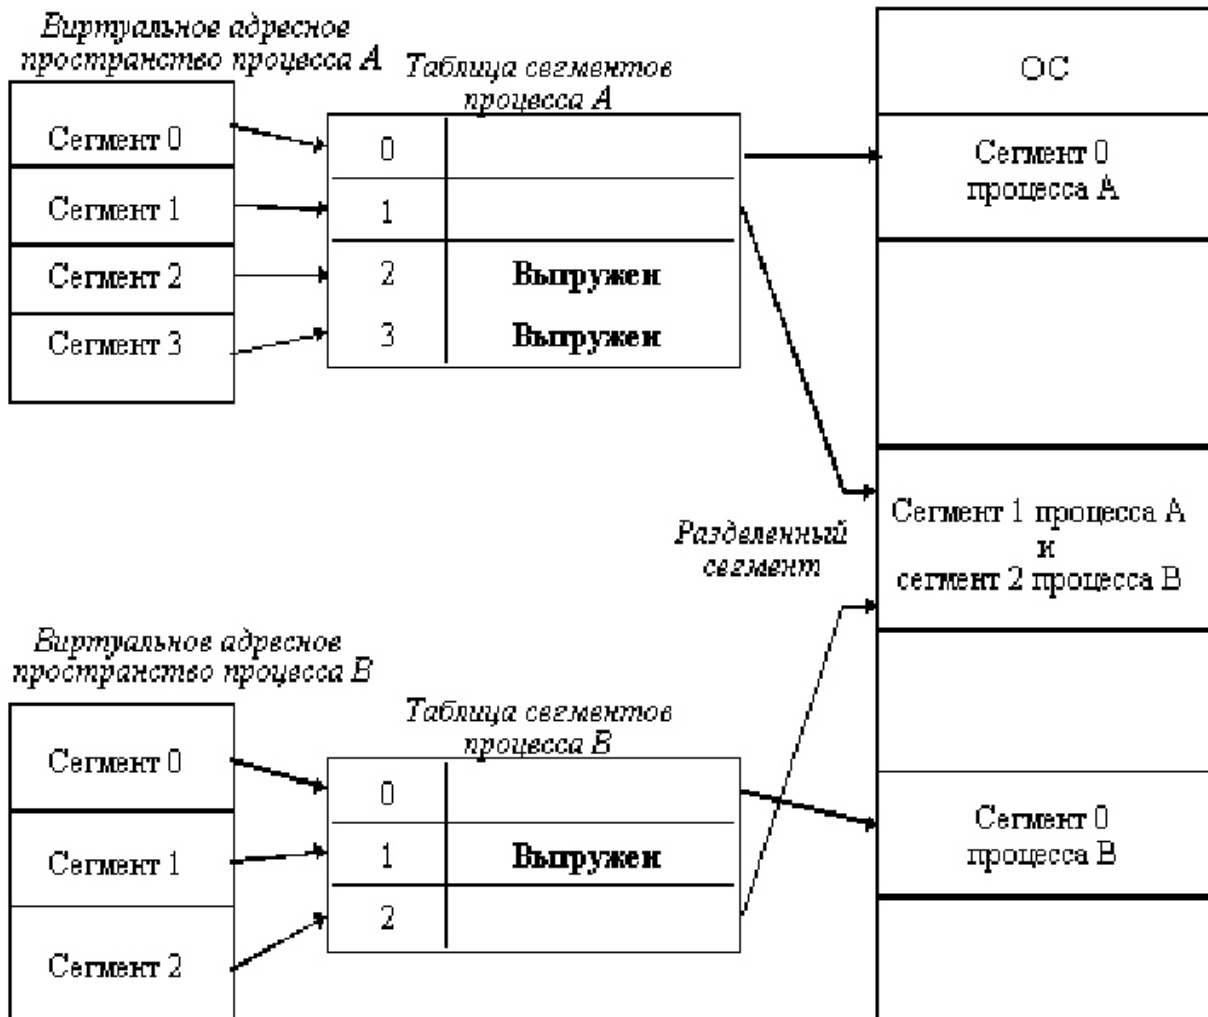 Виртуальное адресное
пространство процесса А
Сегмент 0
Сегмент 1
Сегмент 2
Сегмент 3
Таблица сегментов
процесса А
0
1
2 Выгружен
3 Выгружен
ОС
Сегмент 0
процесса А
Сегмент 1 процесса А
и
сегмент 2 процесса В
Разделенный
сегмент
Виртуальное адресное
пространство процесса В
Сегмент 0
Сегмент 1
Сегмент 2
Таблица сегментов
процесса В
0
1 Выгружен
2
Сегмент 0
процесса В